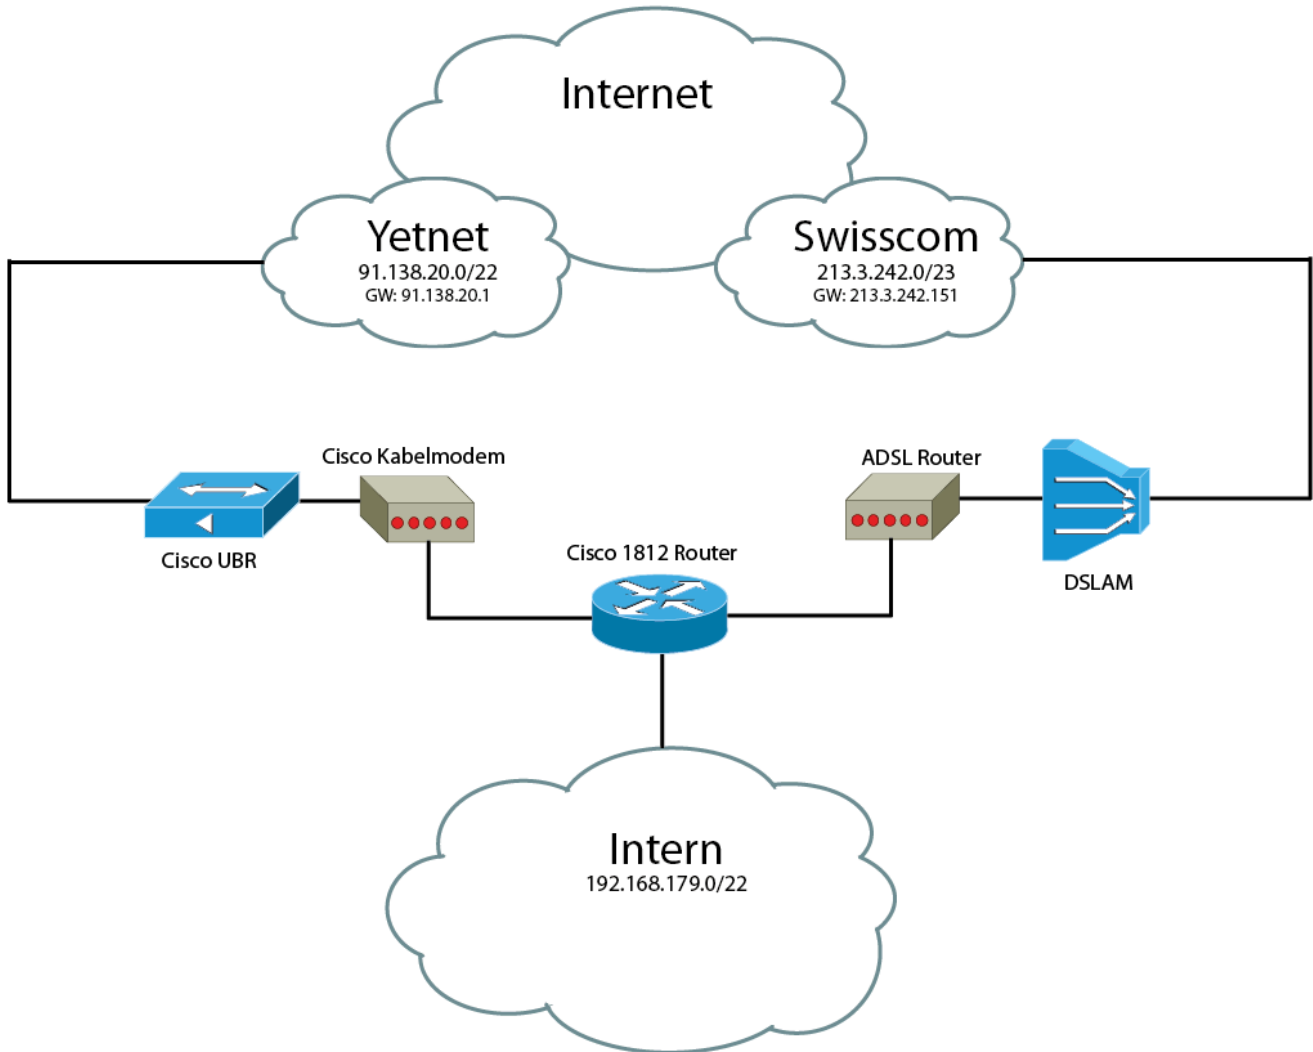 Internet
Yetnet
91.138.20.0/22
GW: 91.138.20.1
Swisscom
213.3.242.0/23
GW: 213.3.242.151
Cisco Kabelmodem
ADSL Router
Cisco UBR
Cisco 1812 Router
DSLAM
Intern
192.168.179.0/22